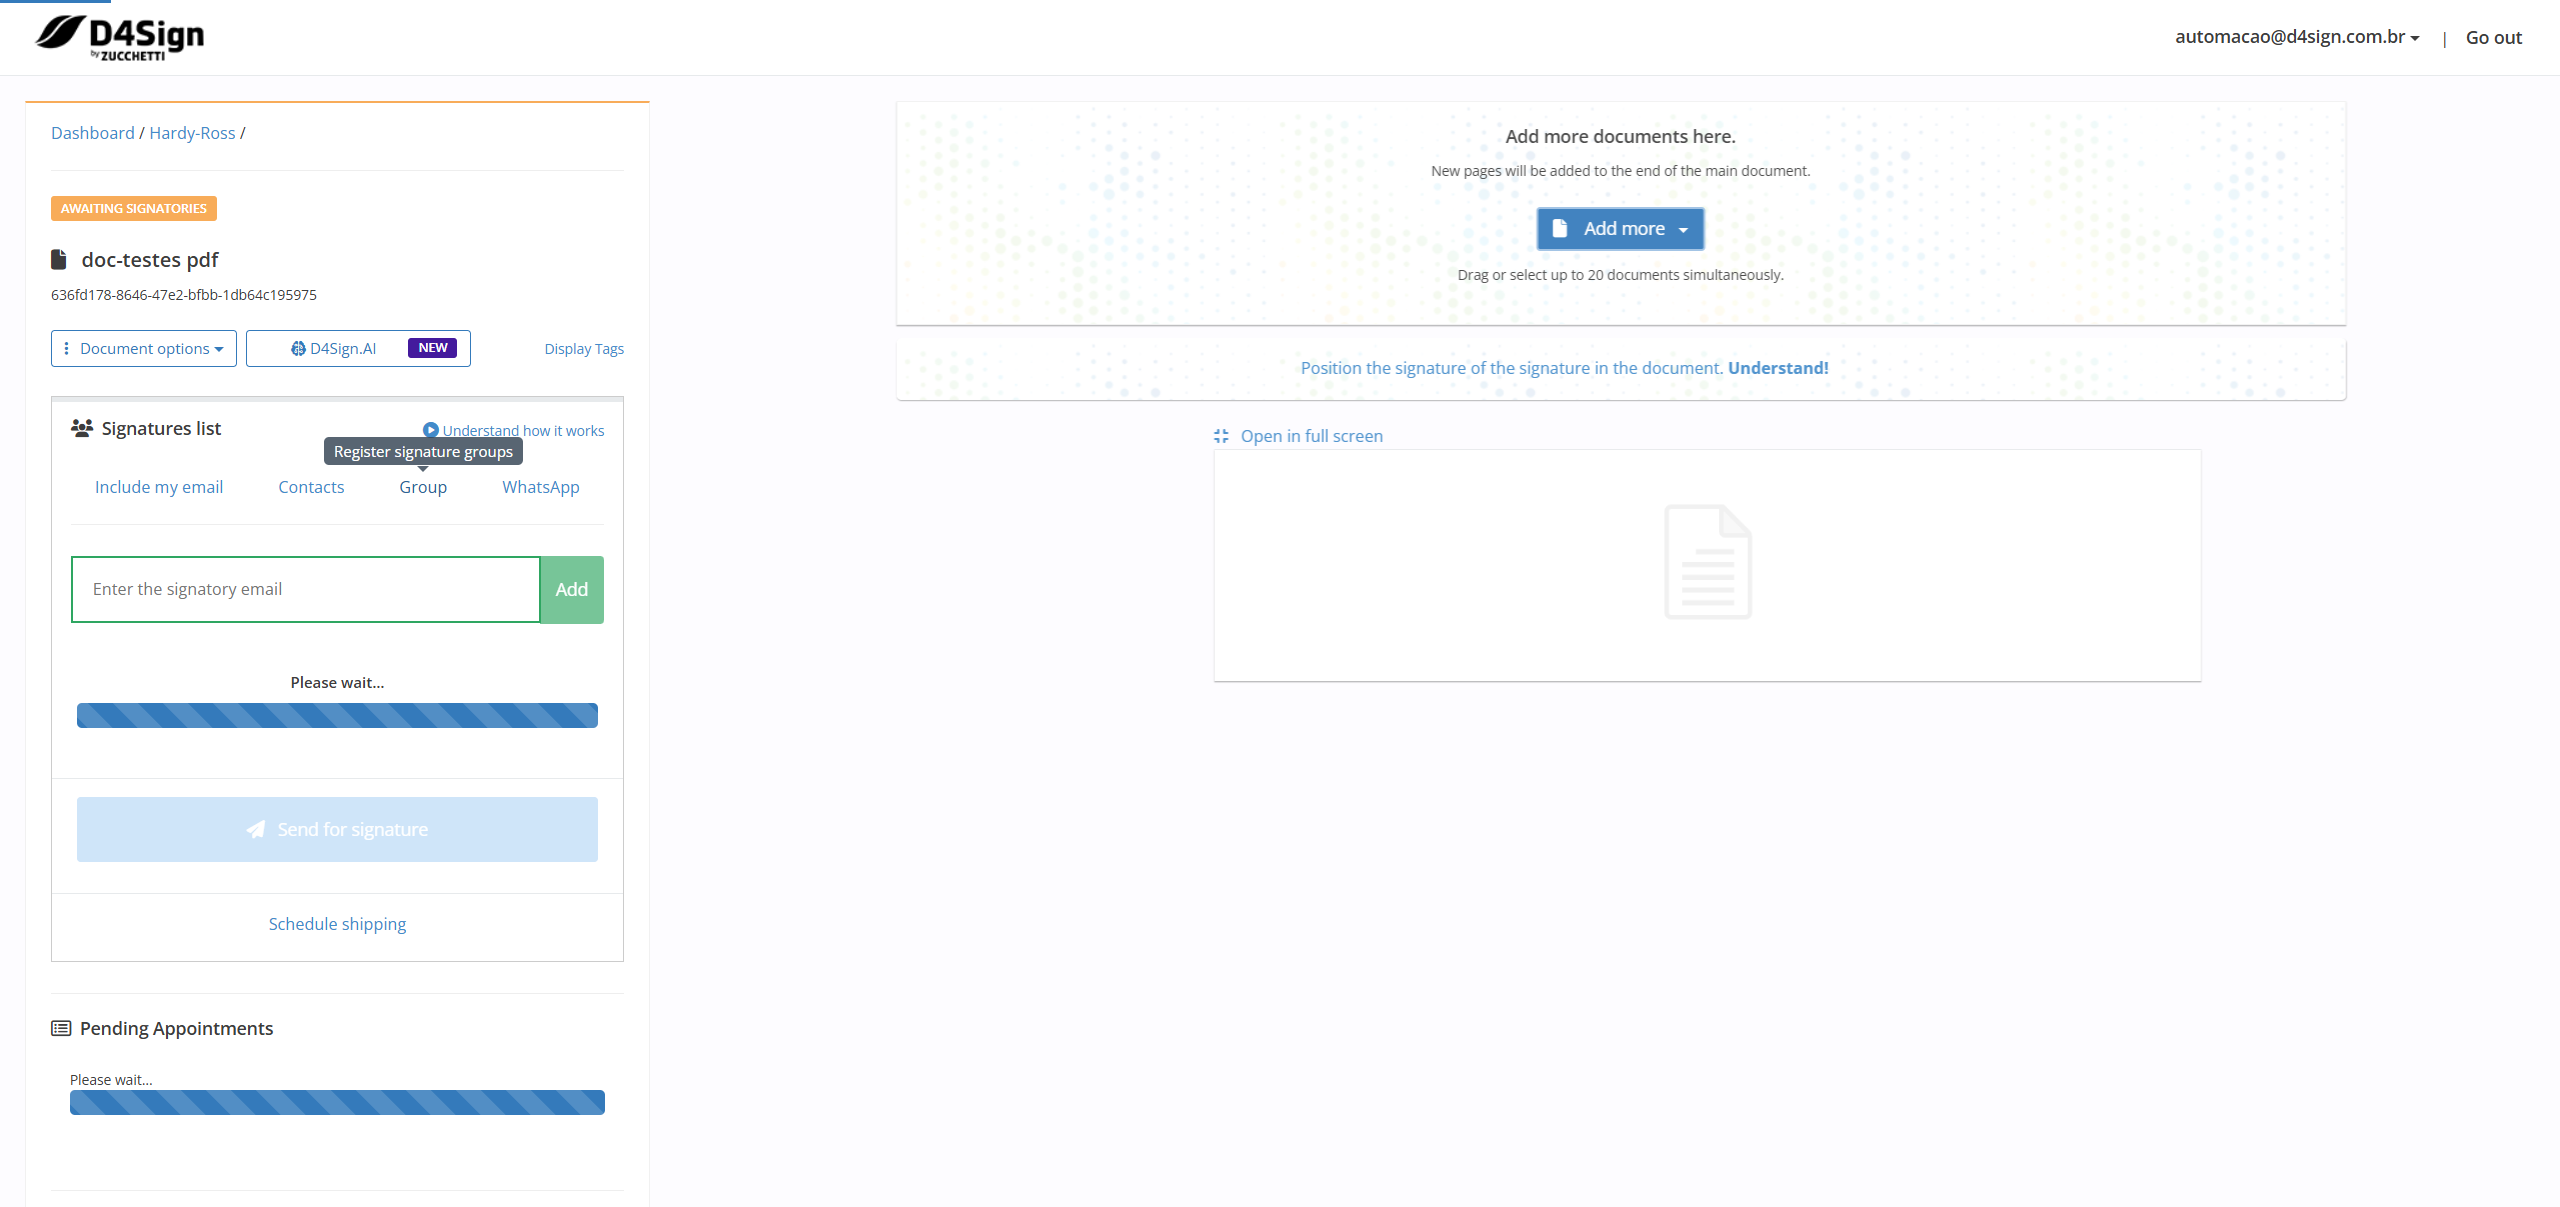 D4Sign
by ZUCCHETTI
automacao@d4sign.com.br | Go out
Dashboard / Hardy-Ross /
AWAITING SIGNATORIES
doc-testes pdf
636fd178-8646-47e2-bfbb-1db64c195975
Document options
D4Sign.AI NEW
Display Tags
Signatures list
Understand how it works
Register signature groups
Include my email
Contacts
Group
WhatsApp
Enter the signatory email
Add
Please wait...
Send for signature
Schedule shipping
Pending Appointments
Please wait...
Add more documents here.
New pages will be added to the end of the main document.
Add more
Drag or select up to 20 documents simultaneously.
Position the signature of the signature in the document. Understand!
Open in full screen